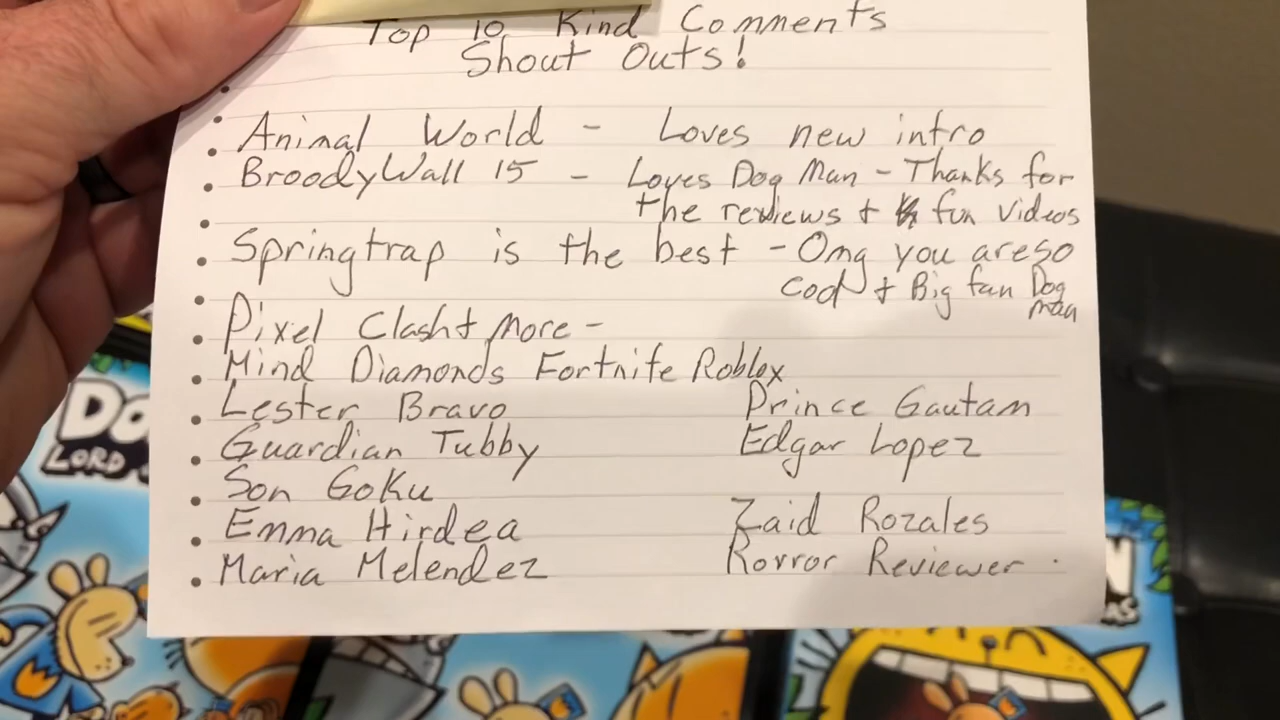 Top 10 Kind Comments
Shout Outs!
Animal World - Loves new intro
BroodyWall 15 - Loves Dog Man - Thanks for
the reviews + fun videos
Springtrap is the best - Omg you are so
cool + Big fan Dog
man
Pixel Clash + More -
Mind Diamonds Fortnite Roblox
Lester Bravo Prince Gautam
Guardian Tubby Edgar Lopez
Son Goku
Emma Hirdea Zaid Rozales
Maria Melendez Rorror Reviewer
DO
LORD
N
AS